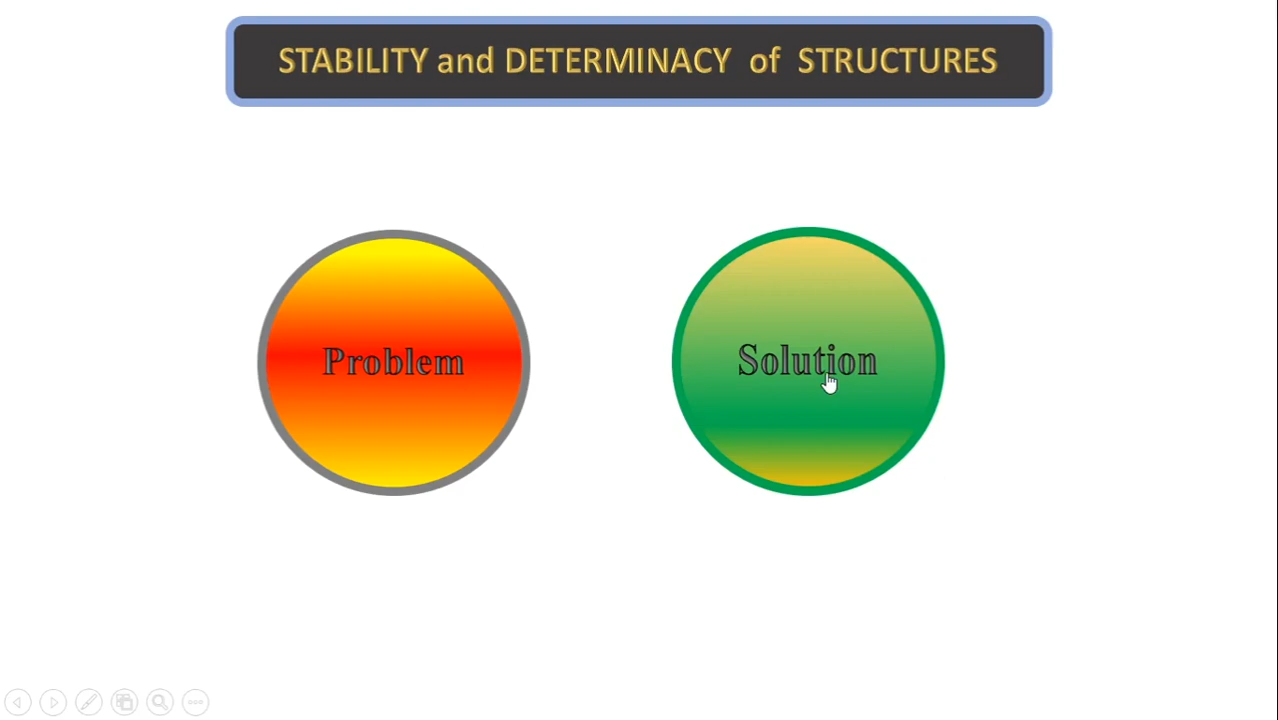 STABILITY and DETERMINACY of STRUCTURES
Problem
Solution